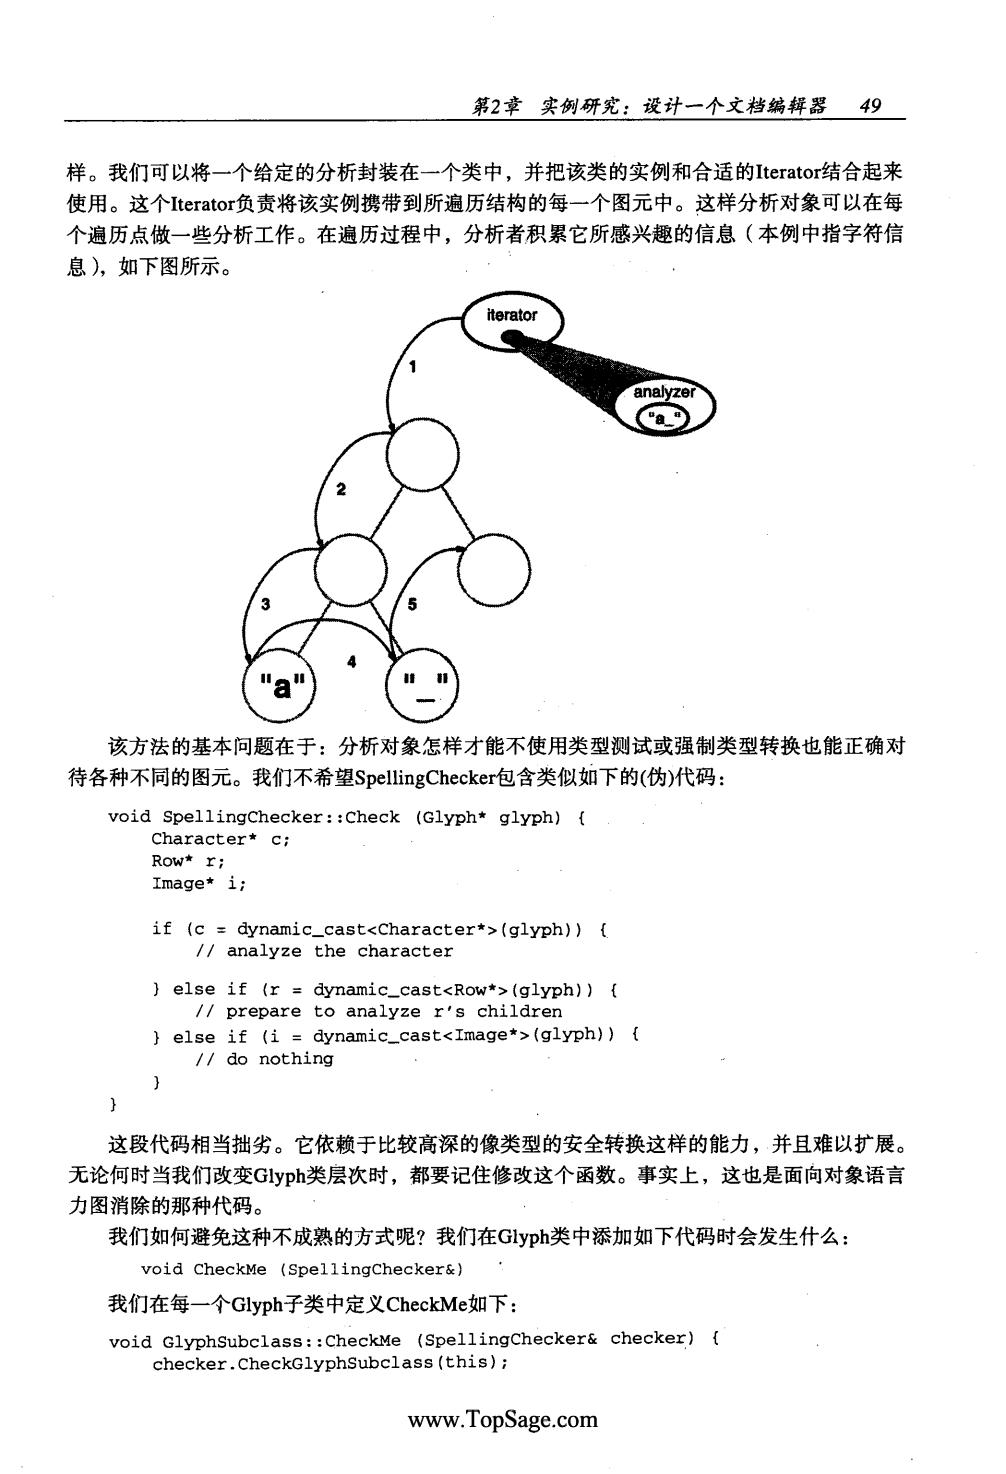 第2章 实例研究：设计一个文档编辑器 49
样。我们可以将一个给定的分析封装在一个类中，并把该类的实例和合适的Iterator结合起来
使用。这个Iterator负责将该实例携带到所遍历结构的每一个图元中。这样分析对象可以在每
个遍历点做一些分析工作。在遍历过程中，分析者积累它所感兴趣的信息（本例中指字符信
息），如下图所示。
iterator
1
analyzer
"a_"
2
3
5
4
"a"
"_"
该方法的基本问题在于：分析对象怎样才能不使用类型测试或强制类型转换也能正确对
待各种不同的图元。我们不希望SpellingChecker包含类似如下的(伪)代码：
void SpellingChecker::Check (Glyph* glyph) {
Character* c;
Row* r;
Image* i;
if (c = dynamic_cast<Character*>(glyph)) {
// analyze the character
} else if (r = dynamic_cast<Row*>(glyph)) {
// prepare to analyze r's children
} else if (i = dynamic_cast<Image*>(glyph)) {
// do nothing
}
}
这段代码相当拙劣。它依赖于比较高深的像类型的安全转换这样的能力，并且难以扩展。
无论何时当我们改变Glyph类层次时，都要记住修改这个函数。事实上，这也是面向对象语言
力图消除的那种代码。
我们如何避免这种不成熟的方式呢？我们在Glyph类中添加如下代码时会发生什么：
void CheckMe (SpellingChecker&)
我们在每一个Glyph子类中定义CheckMe如下：
void GlyphSubclass::CheckMe (SpellingChecker& checker) {
checker.CheckGlyphSubclass(this);
www.TopSage.com